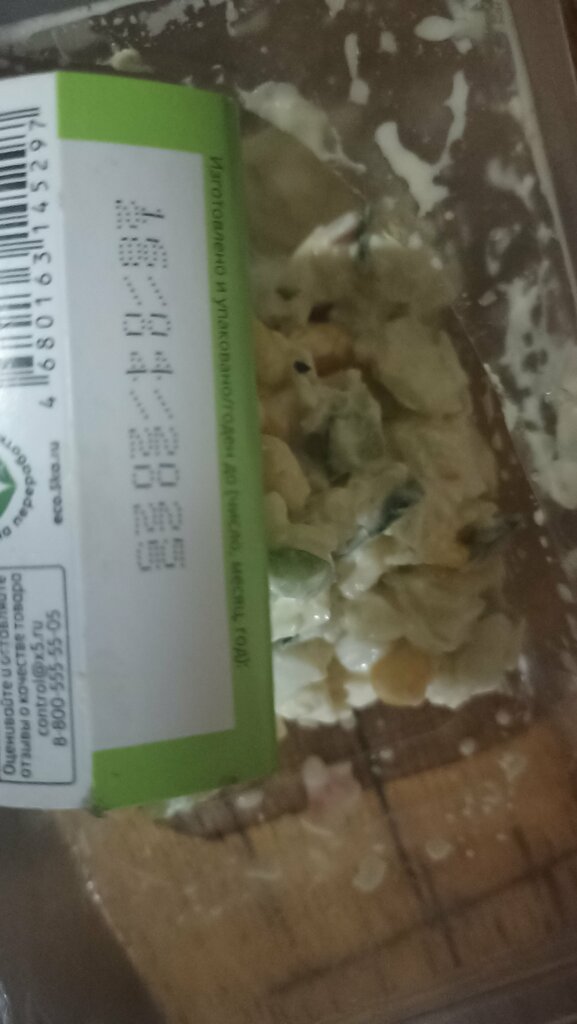 Изготовлено и упаковано/годен до (число, месяц, год):
18/04/2025
4 680163 145297
о переработк
eco.5ka.ru
Оценивайте и оставляйте
отзывы о качестве товара
control@x5.ru
8-800-555-55-05